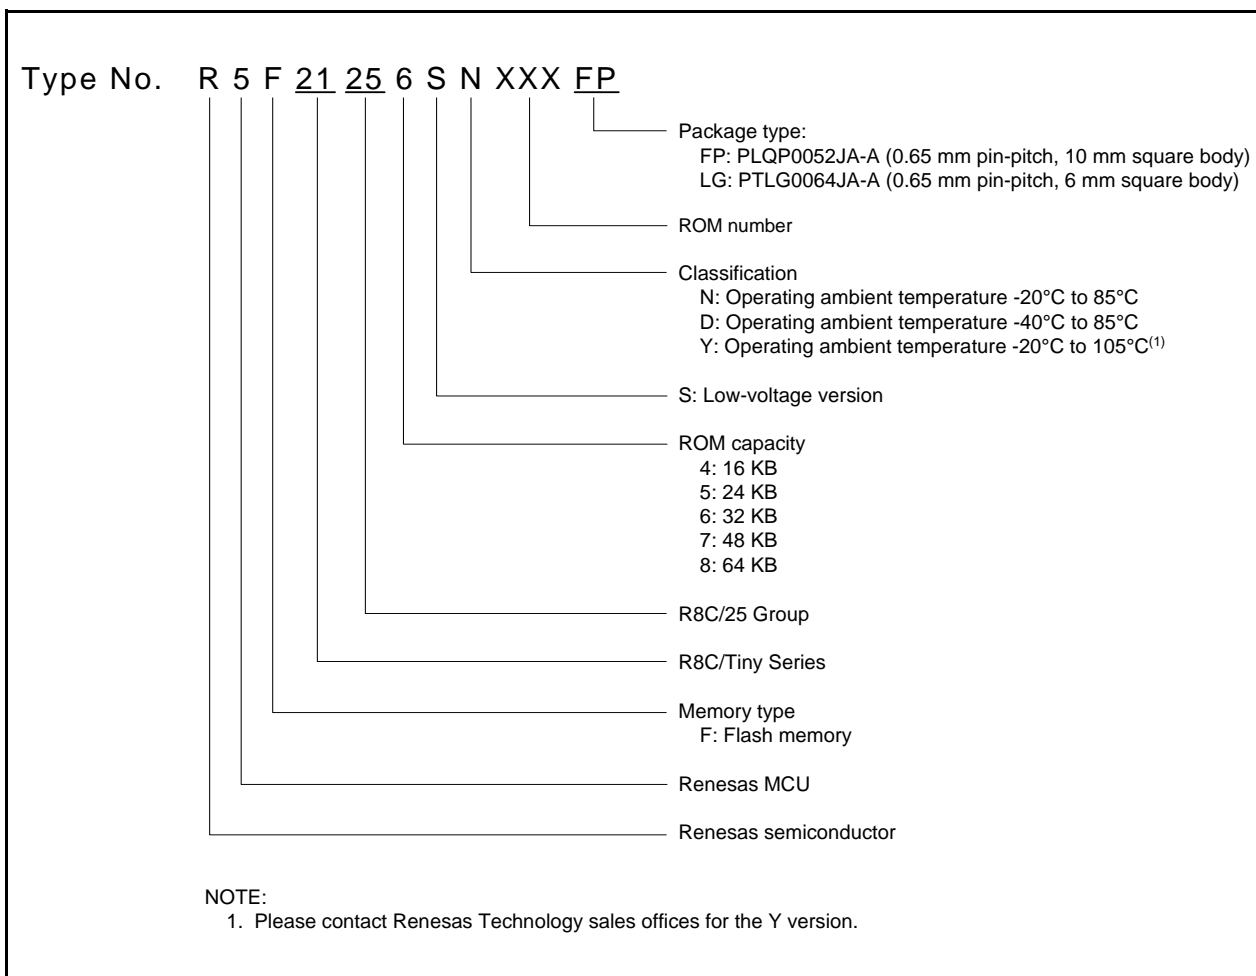 Type No. R 5 F 21 25 6 S N XXX FP
Package type:
FP: PLQP0052JA-A (0.65 mm pin-pitch, 10 mm square body)
LG: PTLG0064JA-A (0.65 mm pin-pitch, 6 mm square body)
ROM number
Classification
N: Operating ambient temperature -20°C to 85°C
D: Operating ambient temperature -40°C to 85°C
Y: Operating ambient temperature -20°C to 105°C(1)
S: Low-voltage version
ROM capacity
4: 16 KB
5: 24 KB
6: 32 KB
7: 48 KB
8: 64 KB
R8C/25 Group
R8C/Tiny Series
Memory type
F: Flash memory
Renesas MCU
Renesas semiconductor
NOTE:
1. Please contact Renesas Technology sales offices for the Y version.